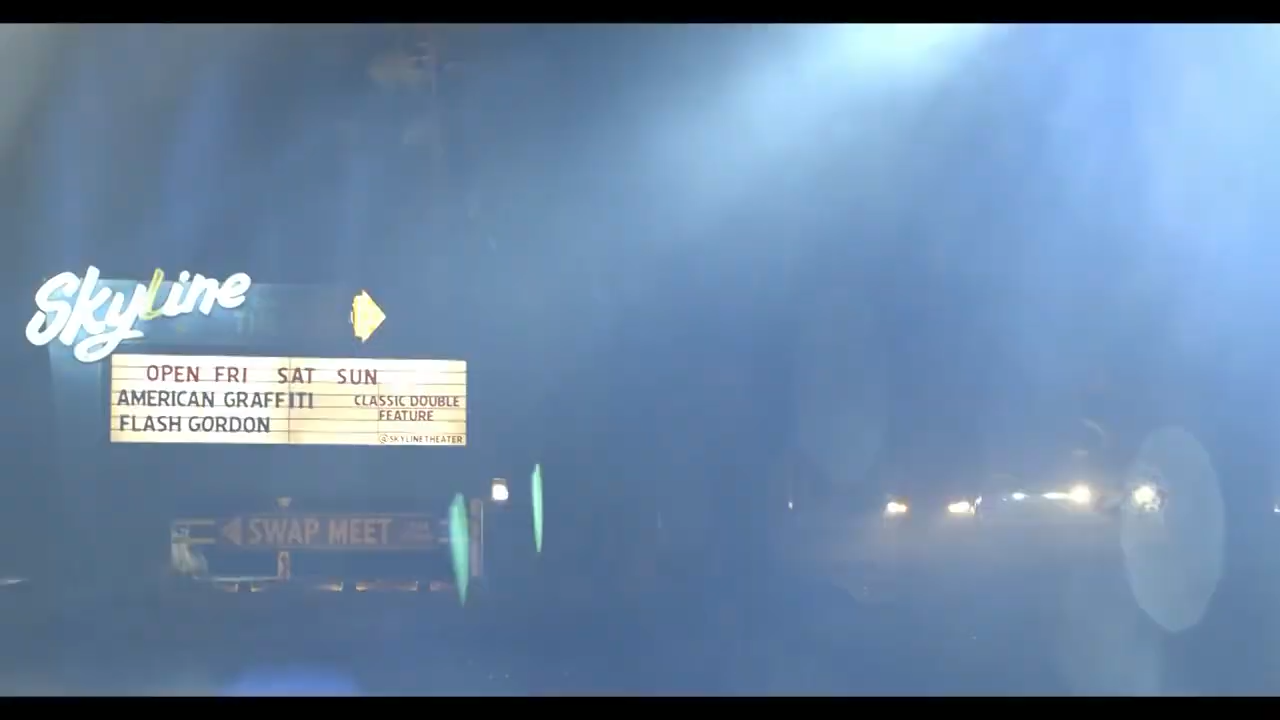 Skyline
OPEN FRI SAT SUN
AMERICAN GRAFFITI
CLASSIC DOUBLE
FEATURE
FLASH GORDON
@SKYLINETHEATER
SWAP MEET